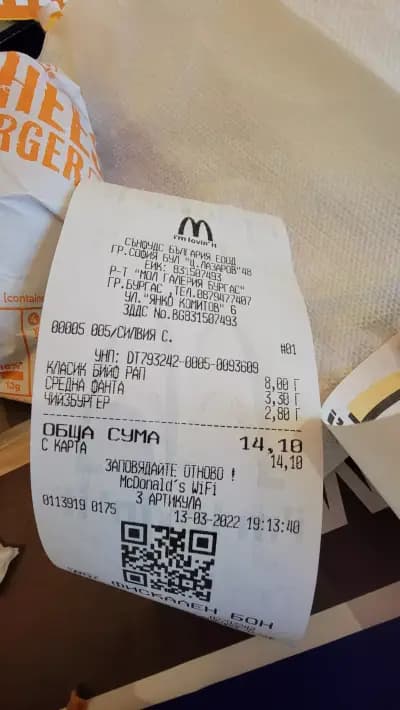 CHEESE
BURGER
i'm lovin' it
СЪНФУДС БЪЛГАРИЯ ЕООД
ГР.СОФИЯ БУЛ "Ц.ЛАЗАРОВ"48
ЕИК: 831507493
Р-Т "МОЛ ГАЛЕРИЯ БУРГАС"
ГР.БУРГАС ,ТЕЛ.0879477407
УЛ. "ЯНКО КОМИТОВ" 6
ЗДДС No.BG831507493
00005 005/СИЛВИЯ С. #01
УНП: DT793242-0005-0093609
КЛАСИК БИЙФ РАП 8,00 Г
СРЕДНА ФАНТА 3,30 Г
ЧИЙЗБУРГЕР 2,80 Г
ОБЩА СУМА 14,10
С КАРТА 14,10
ЗАПОВЯДАЙТЕ ОТНОВО !
McDonald's WiFi
3 АРТИКУЛА
0113919 0175 13-03-2022 19:13:40
ФИСКАЛЕН БОН